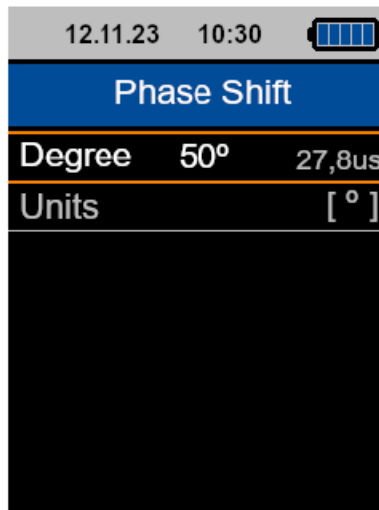 12.11.23 10:30
Phase Shift
Degree 50º 27,8us
Units [ º ]